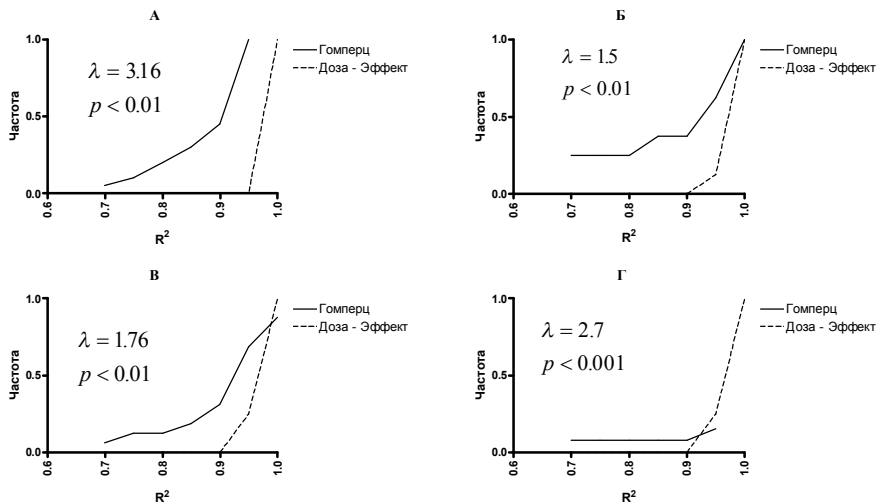 А
1.0
0.5
0.0
Частота
λ = 3.16
p < 0.01
Гомперц
Доза - Эффект
0.6
0.7
0.8
0.9
1.0
R²
Б
1.0
0.5
0.0
Частота
λ = 1.5
p < 0.01
Гомперц
Доза - Эффект
0.6
0.7
0.8
0.9
1.0
R²
В
1.0
0.5
0.0
Частота
λ = 1.76
p < 0.01
Гомперц
Доза - Эффект
0.6
0.7
0.8
0.9
1.0
R²
Г
1.0
0.5
0.0
Частота
λ = 2.7
p < 0.001
Гомперц
Доза - Эффект
0.6
0.7
0.8
0.9
1.0
R²